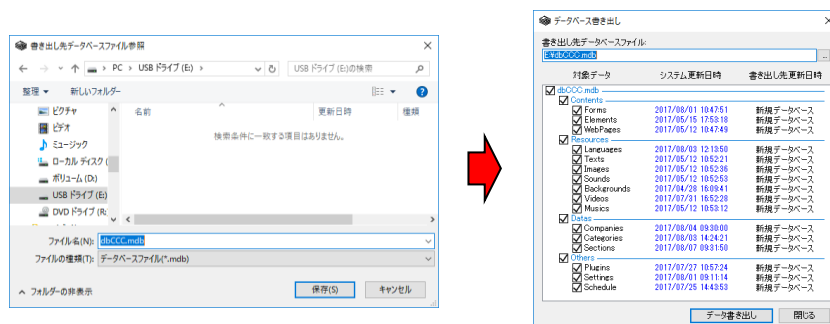 書き出し先データベースファイル参照
PC › USB ドライブ (E:) ›
USB ドライブ (E:)の検索
整理 新しいフォルダー
ピクチャ
ビデオ
ミュージック
ローカル ディスク (
ボリューム (D:)
USB ドライブ (E:)
DVD ドライブ (R:
名前 更新日時 種類
検索条件に一致する項目はありません。
ファイル名(N): dbCCC.mdb
ファイルの種類(T): データベースファイル(*.mdb)
フォルダーの非表示
保存(S) キャンセル
データベース書き出し
書き出し先データベースファイル:
E:¥dbCCC.mdb
...
対象データ システム更新日時 書き出し先更新日時
dbCCC.mdb
Contents
Forms 2017/08/01 10:47:51 新規データベース
Elements 2017/05/15 17:53:18 新規データベース
WebPages 2017/05/12 10:47:49 新規データベース
Resources
Languages 2017/08/03 12:13:50 新規データベース
Texts 2017/05/12 10:52:21 新規データベース
Images 2017/05/12 10:52:36 新規データベース
Sounds 2017/05/12 10:52:53 新規データベース
Backgrounds 2017/04/28 16:09:41 新規データベース
Videos 2017/07/31 16:52:28 新規データベース
Musics 2017/05/12 10:53:12 新規データベース
Datas
Companies 2017/08/04 09:30:00 新規データベース
Categories 2017/08/03 14:24:21 新規データベース
Sections 2017/08/07 09:31:50 新規データベース
Others
Plugins 2017/07/27 10:57:24 新規データベース
Settings 2017/08/01 09:11:14 新規データベース
Schedule 2017/07/25 14:43:53 新規データベース
データ書き出し 閉じる